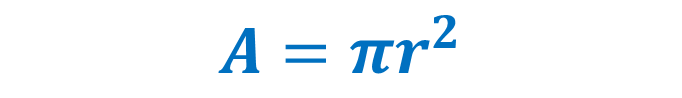 A = πr²